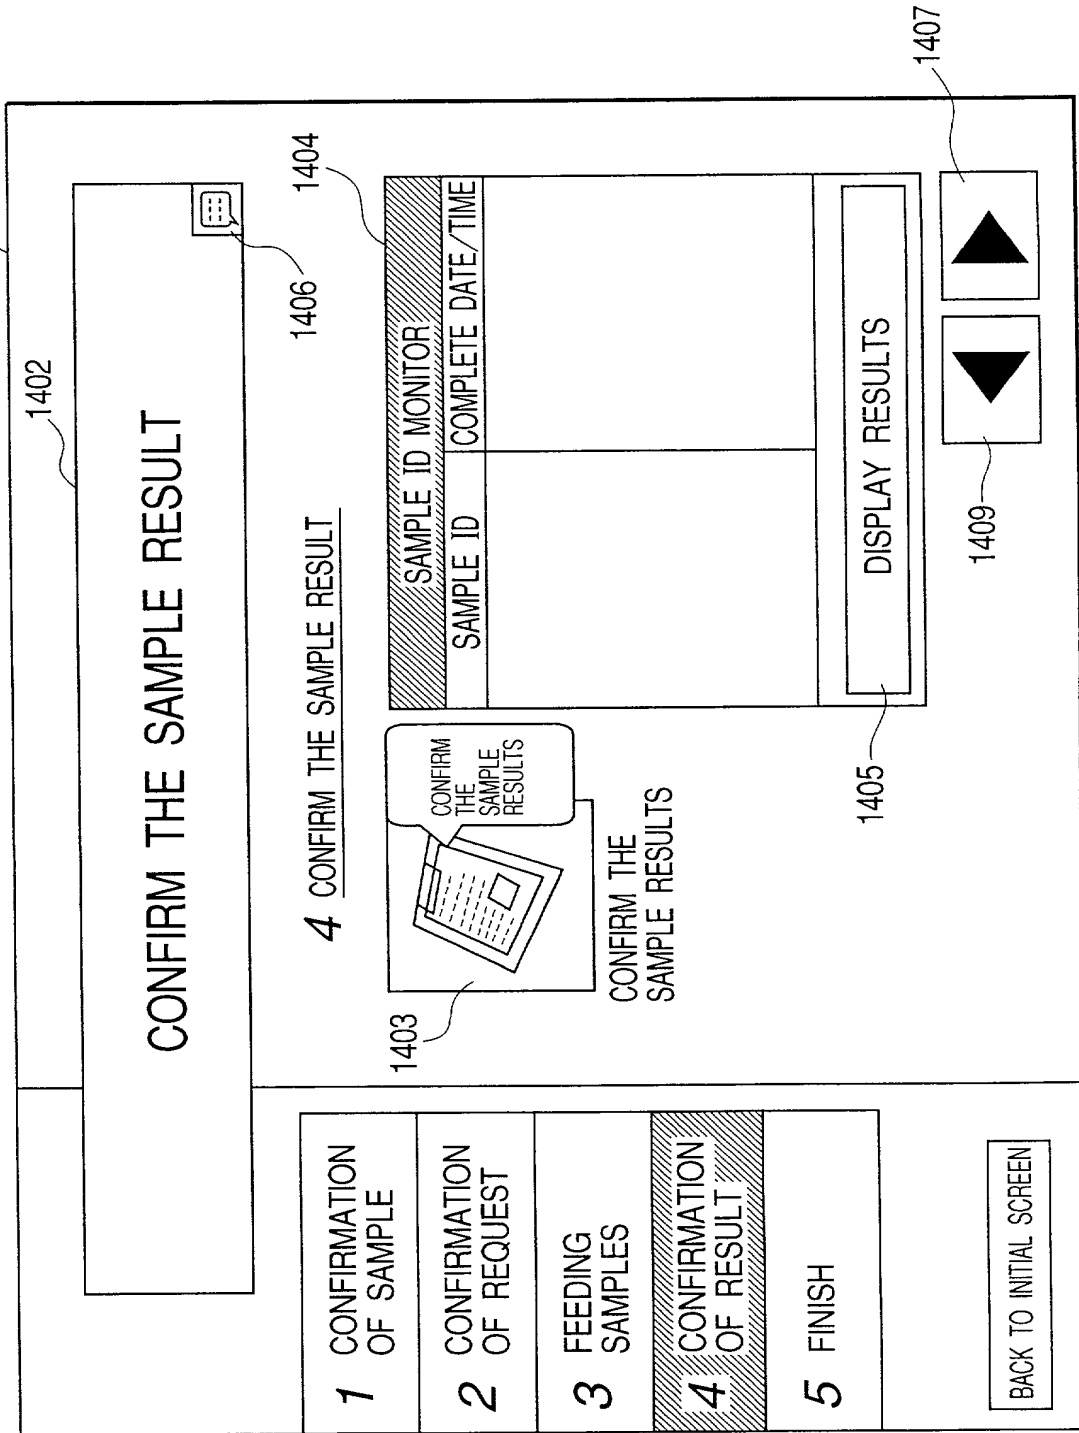 1402
CONFIRM THE SAMPLE RESULT
1406
1
CONFIRMATION
OF SAMPLE
2
CONFIRMATION
OF REQUEST
3
FEEDING
SAMPLES
4
CONFIRMATION
OF RESULT
5
FINISH
BACK TO INITIAL SCREEN
4 CONFIRM THE SAMPLE RESULT
1403
CONFIRM
THE
SAMPLE
RESULTS
CONFIRM THE
SAMPLE RESULTS
1404
SAMPLE ID MONITOR
SAMPLE ID
COMPLETE DATE/TIME
1405
DISPLAY RESULTS
1409
1407